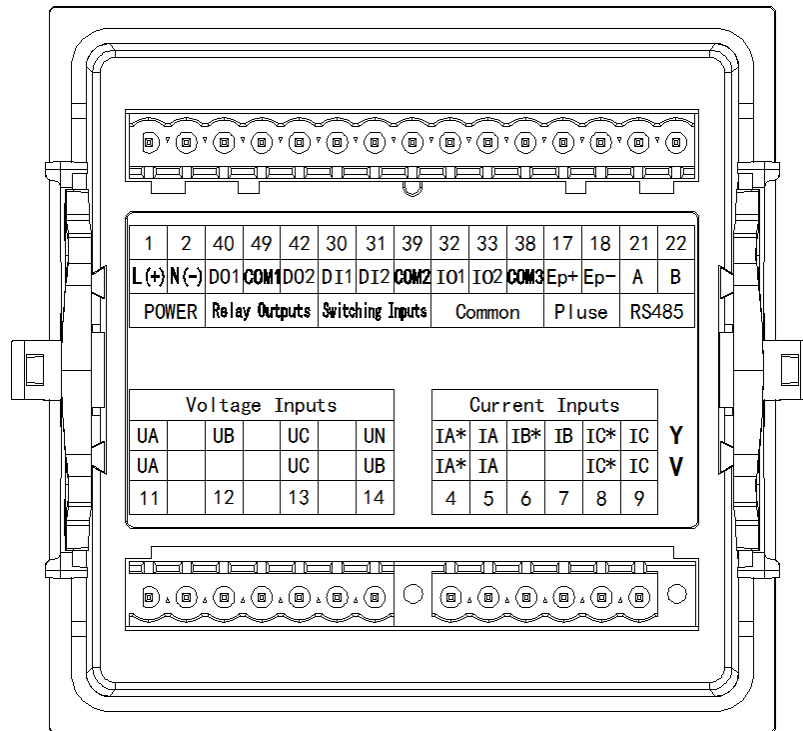 1 2 40 49 42 30 31 39 32 33 38 17 18 21 22
L(+) N(-) DO1 COM1 DO2 DI1 DI2 COM2 IO1 IO2 COM3 Ep+ Ep- A B
POWER Relay Outputs Switching Inputs Common Pluse RS485
Voltage Inputs
UA UB UC UN
UA UC UB
11 12 13 14
Current Inputs
IA* IA IB* IB IC* IC Y
IA* IA IC* IC V
4 5 6 7 8 9